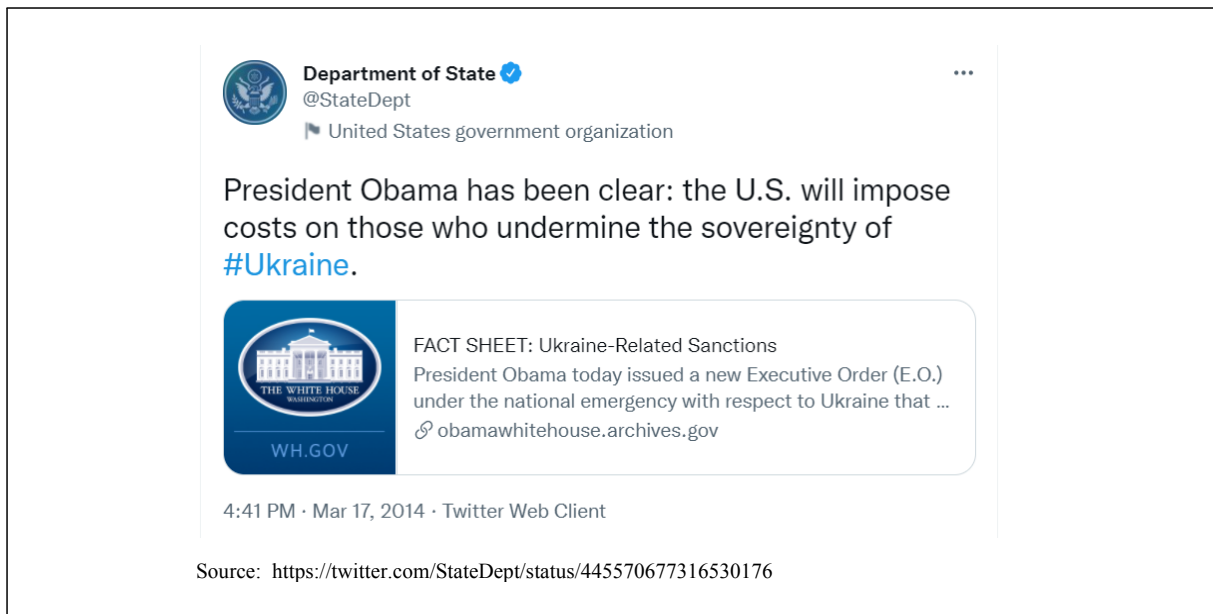 Department of State
@StateDept
United States government organization
President Obama has been clear: the U.S. will impose
costs on those who undermine the sovereignty of
#Ukraine.
THE WHITE HOUSE
WASHINGTON
WH.GOV
FACT SHEET: Ukraine-Related Sanctions
President Obama today issued a new Executive Order (E.O.)
under the national emergency with respect to Ukraine that ...
obamawhitehouse.archives.gov
4:41 PM · Mar 17, 2014 · Twitter Web Client
Source: https://twitter.com/StateDept/status/445570677316530176